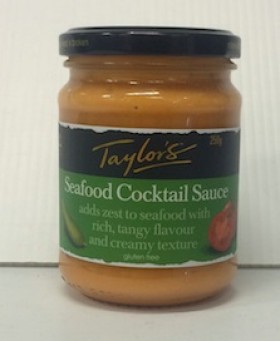 Taylor's
250g
Seafood Cocktail Sauce
adds zest to seafood with
rich, tangy flavour
and creamy texture
gluten free